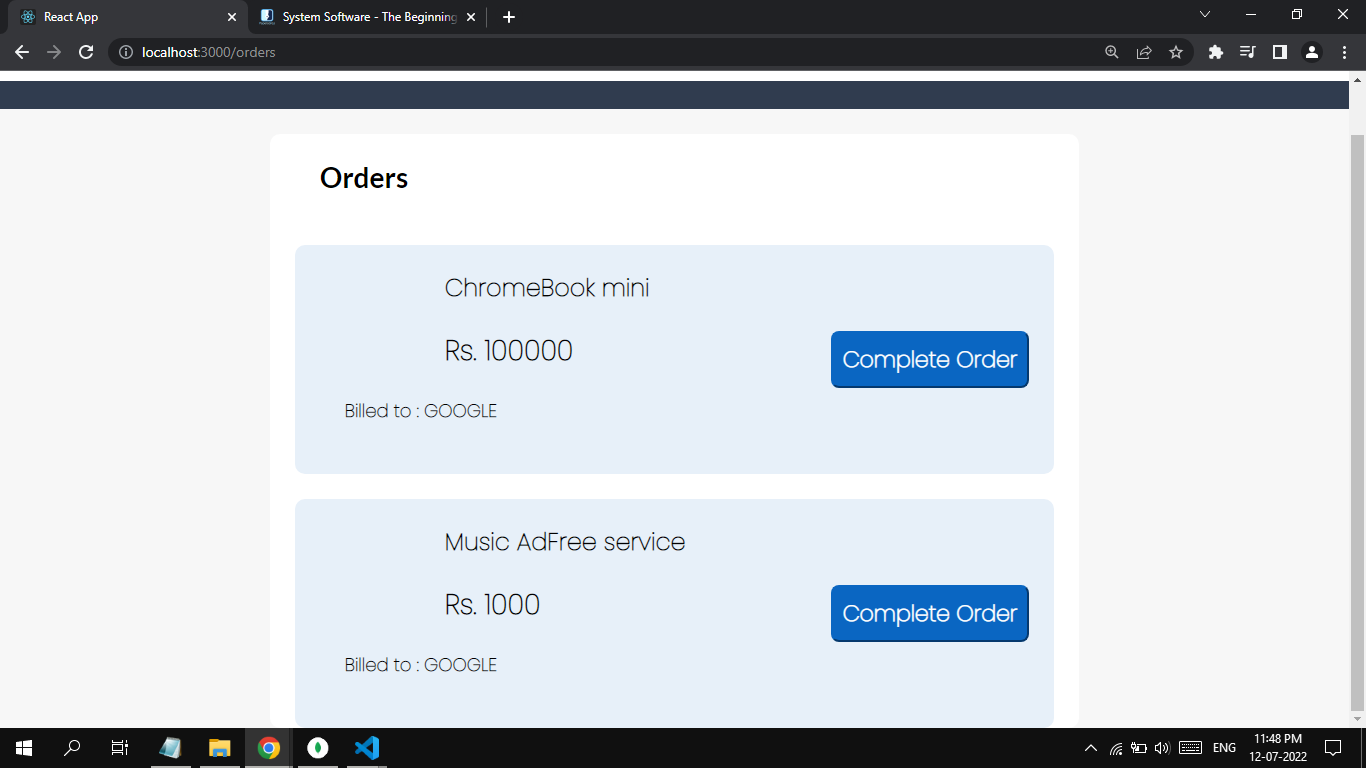 React App
System Software - The Beginning
localhost:3000/orders
Orders
ChromeBook mini
Rs. 100000
Complete Order
Billed to : GOOGLE
Music AdFree service
Rs. 1000
Complete Order
Billed to : GOOGLE
ENG
11:48 PM
12-07-2022